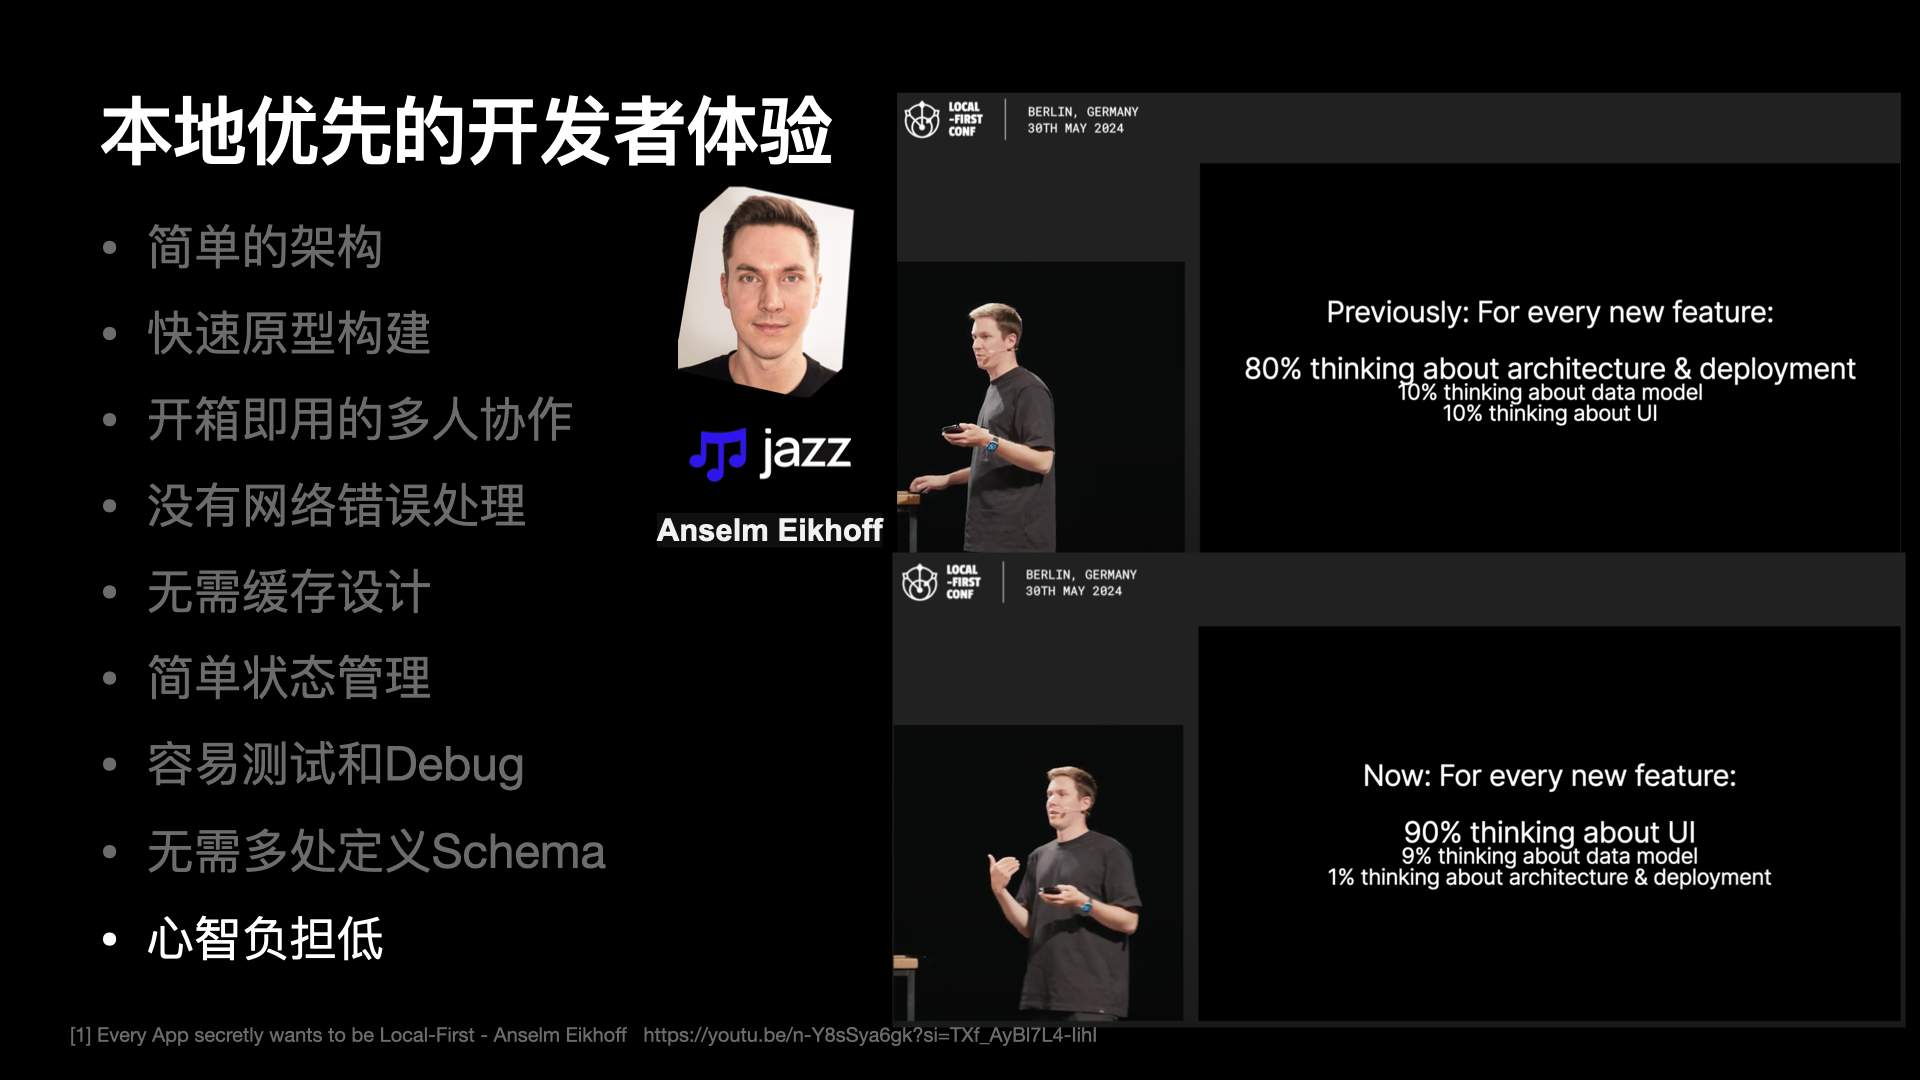 本地优先的开发者体验
• 简单的架构
• 快速原型构建
• 开箱即用的多人协作
• 没有网络错误处理
• 无需缓存设计
• 简单状态管理
• 容易测试和Debug
• 无需多处定义Schema
• 心智负担低
jazz
Anselm Eikhoff
LOCAL
-FIRST
CONF
BERLIN, GERMANY
30TH MAY 2024
Previously: For every new feature:
80% thinking about architecture & deployment
10% thinking about data model
10% thinking about UI
LOCAL
-FIRST
CONF
BERLIN, GERMANY
30TH MAY 2024
Now: For every new feature:
90% thinking about UI
9% thinking about data model
1% thinking about architecture & deployment
[1] Every App secretly wants to be Local-First - Anselm Eikhoff https://youtu.be/n-Y8sSya6gk?si=TXf_AyBl7L4-IihI